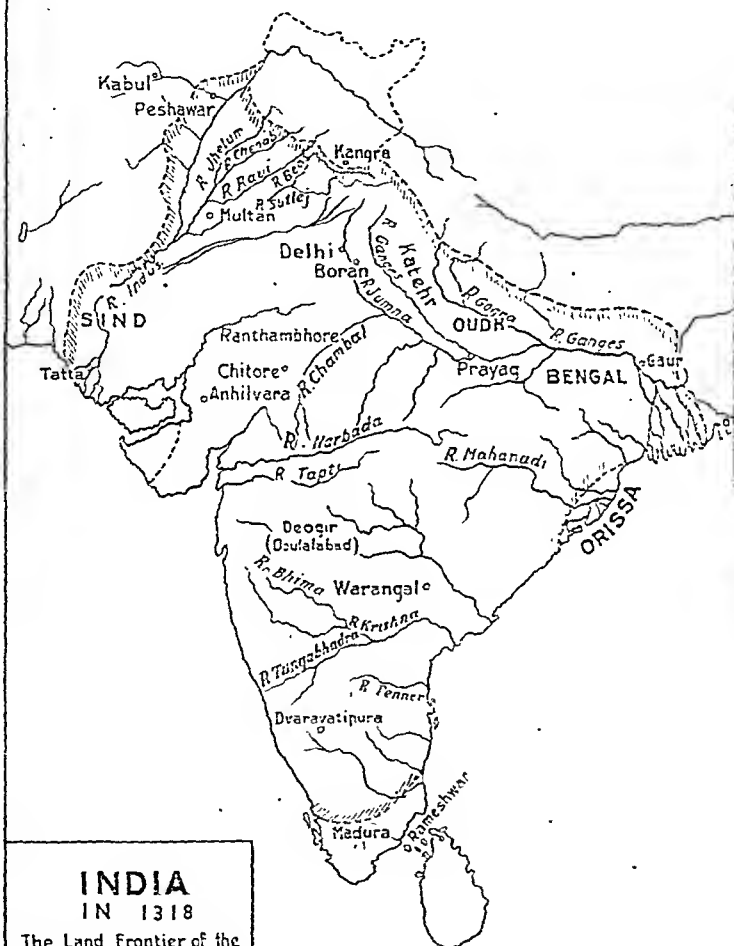 Kabul
Peshawar
R. Jhelum
R. Chenab
R. Ravi
R. Beas
Kangra
R. Sutlej
Multan
Delhi
Boran
R. Ganges
Katehr
R. Jumna
R. Indus
SIND
OUDH
R. Gogra
R. Ganges
Ranthambhore
R. Chambal
Tatta
Chitore
Anhilvara
Prayag
BENGAL
Gaur
R. Narbada
R. Tapti
R. Mahanadi
ORISSA
Deogir
(Daulalabad)
R. Bhima
Warangal
R Krishna
R Tungabhadra
R Penner
Dvaravatipura
Madura
Rameshwar
INDIA
IN 1318
The Land Frontier of the